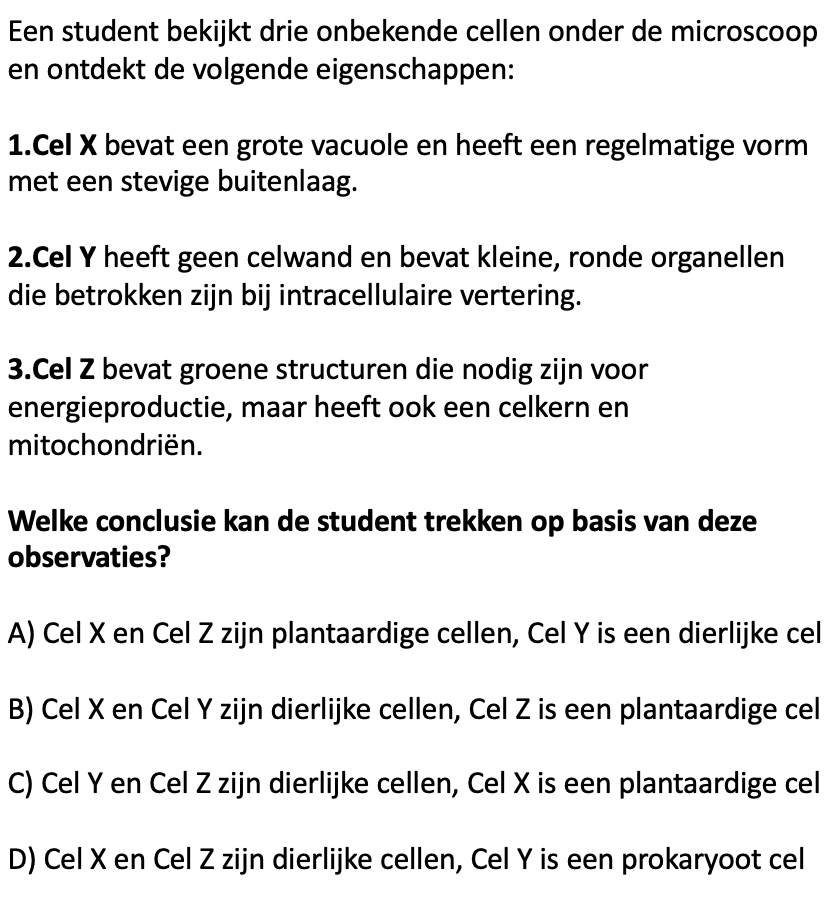 Een student bekijkt drie onbekende cellen onder de microscoop
en ontdekt de volgende eigenschappen:
1.Cel X bevat een grote vacuole en heeft een regelmatige vorm
met een stevige buitenlaag.
2.Cel Y heeft geen celwand en bevat kleine, ronde organellen
die betrokken zijn bij intracellulaire vertering.
3.Cel Z bevat groene structuren die nodig zijn voor
energieproductie, maar heeft ook een celkern en
mitochondriën.
Welke conclusie kan de student trekken op basis van deze
observaties?
A) Cel X en Cel Z zijn plantaardige cellen, Cel Y is een dierlijke cel
B) Cel X en Cel Y zijn dierlijke cellen, Cel Z is een plantaardige cel
C) Cel Y en Cel Z zijn dierlijke cellen, Cel X is een plantaardige cel
D) Cel X en Cel Z zijn dierlijke cellen, Cel Y is een prokaryoot cel